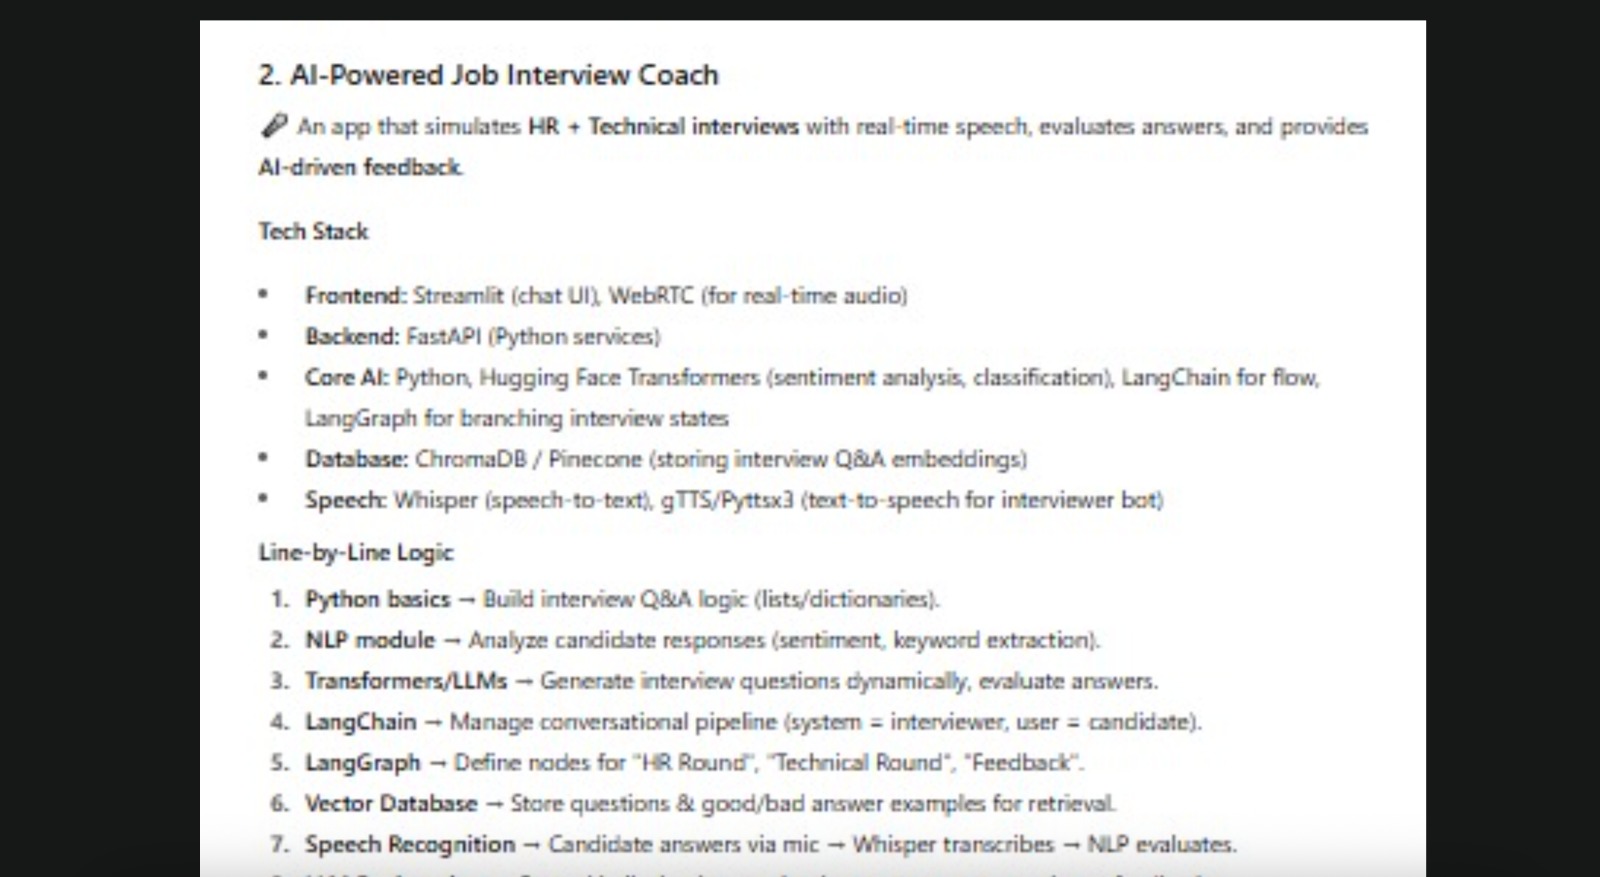 2. AI-Powered Job Interview Coach
🎤 An app that simulates HR + Technical interviews with real-time speech, evaluates answers, and provides
AI-driven feedback.
Tech Stack
• Frontend: Streamlit (chat UI), WebRTC (for real-time audio)
• Backend: FastAPI (Python services)
• Core AI: Python, Hugging Face Transformers (sentiment analysis, classification), LangChain for flow,
LangGraph for branching interview states
• Database: ChromaDB / Pinecone (storing interview Q&A embeddings)
• Speech: Whisper (speech-to-text), gTTS/Pyttsx3 (text-to-speech for interviewer bot)
Line-by-Line Logic
1. Python basics → Build interview Q&A logic (lists/dictionaries).
2. NLP module → Analyze candidate responses (sentiment, keyword extraction).
3. Transformers/LLMs → Generate interview questions dynamically, evaluate answers.
4. LangChain → Manage conversational pipeline (system = interviewer, user = candidate).
5. LangGraph → Define nodes for "HR Round", "Technical Round", "Feedback".
6. Vector Database → Store questions & good/bad answer examples for retrieval.
7. Speech Recognition → Candidate answers via mic → Whisper transcribes → NLP evaluates.